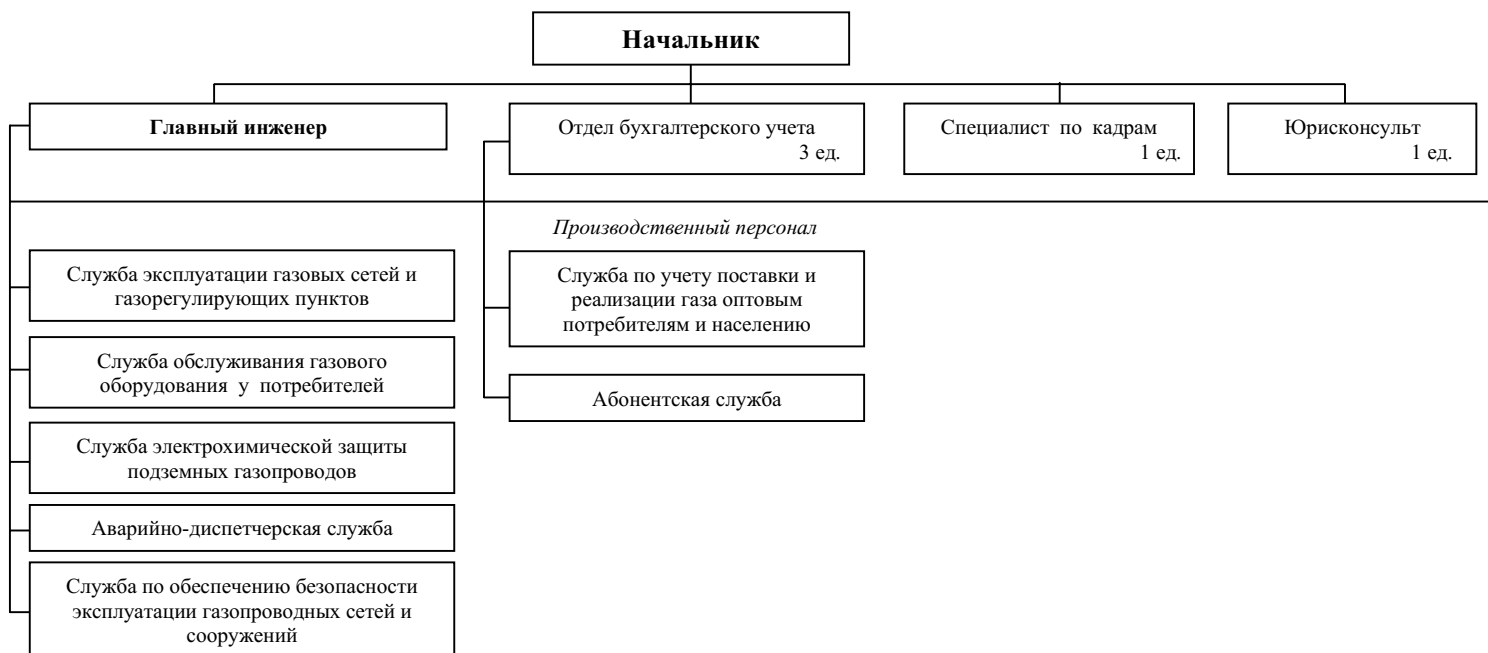 Начальник
Главный инженер
Отдел бухгалтерского учета
3 ед.
Специалист по кадрам
1 ед.
Юрисконсульт
1 ед.
Производственный персонал
Служба эксплуатации газовых сетей и
газорегулирующих пунктов
Служба по учету поставки и
реализации газа оптовым
потребителям и населению
Служба обслуживания газового
оборудования у потребителей
Абонентская служба
Служба электрохимической защиты
подземных газопроводов
Аварийно-диспетчерская служба
Служба по обеспечению безопасности
эксплуатации газопроводных сетей и
сооружений